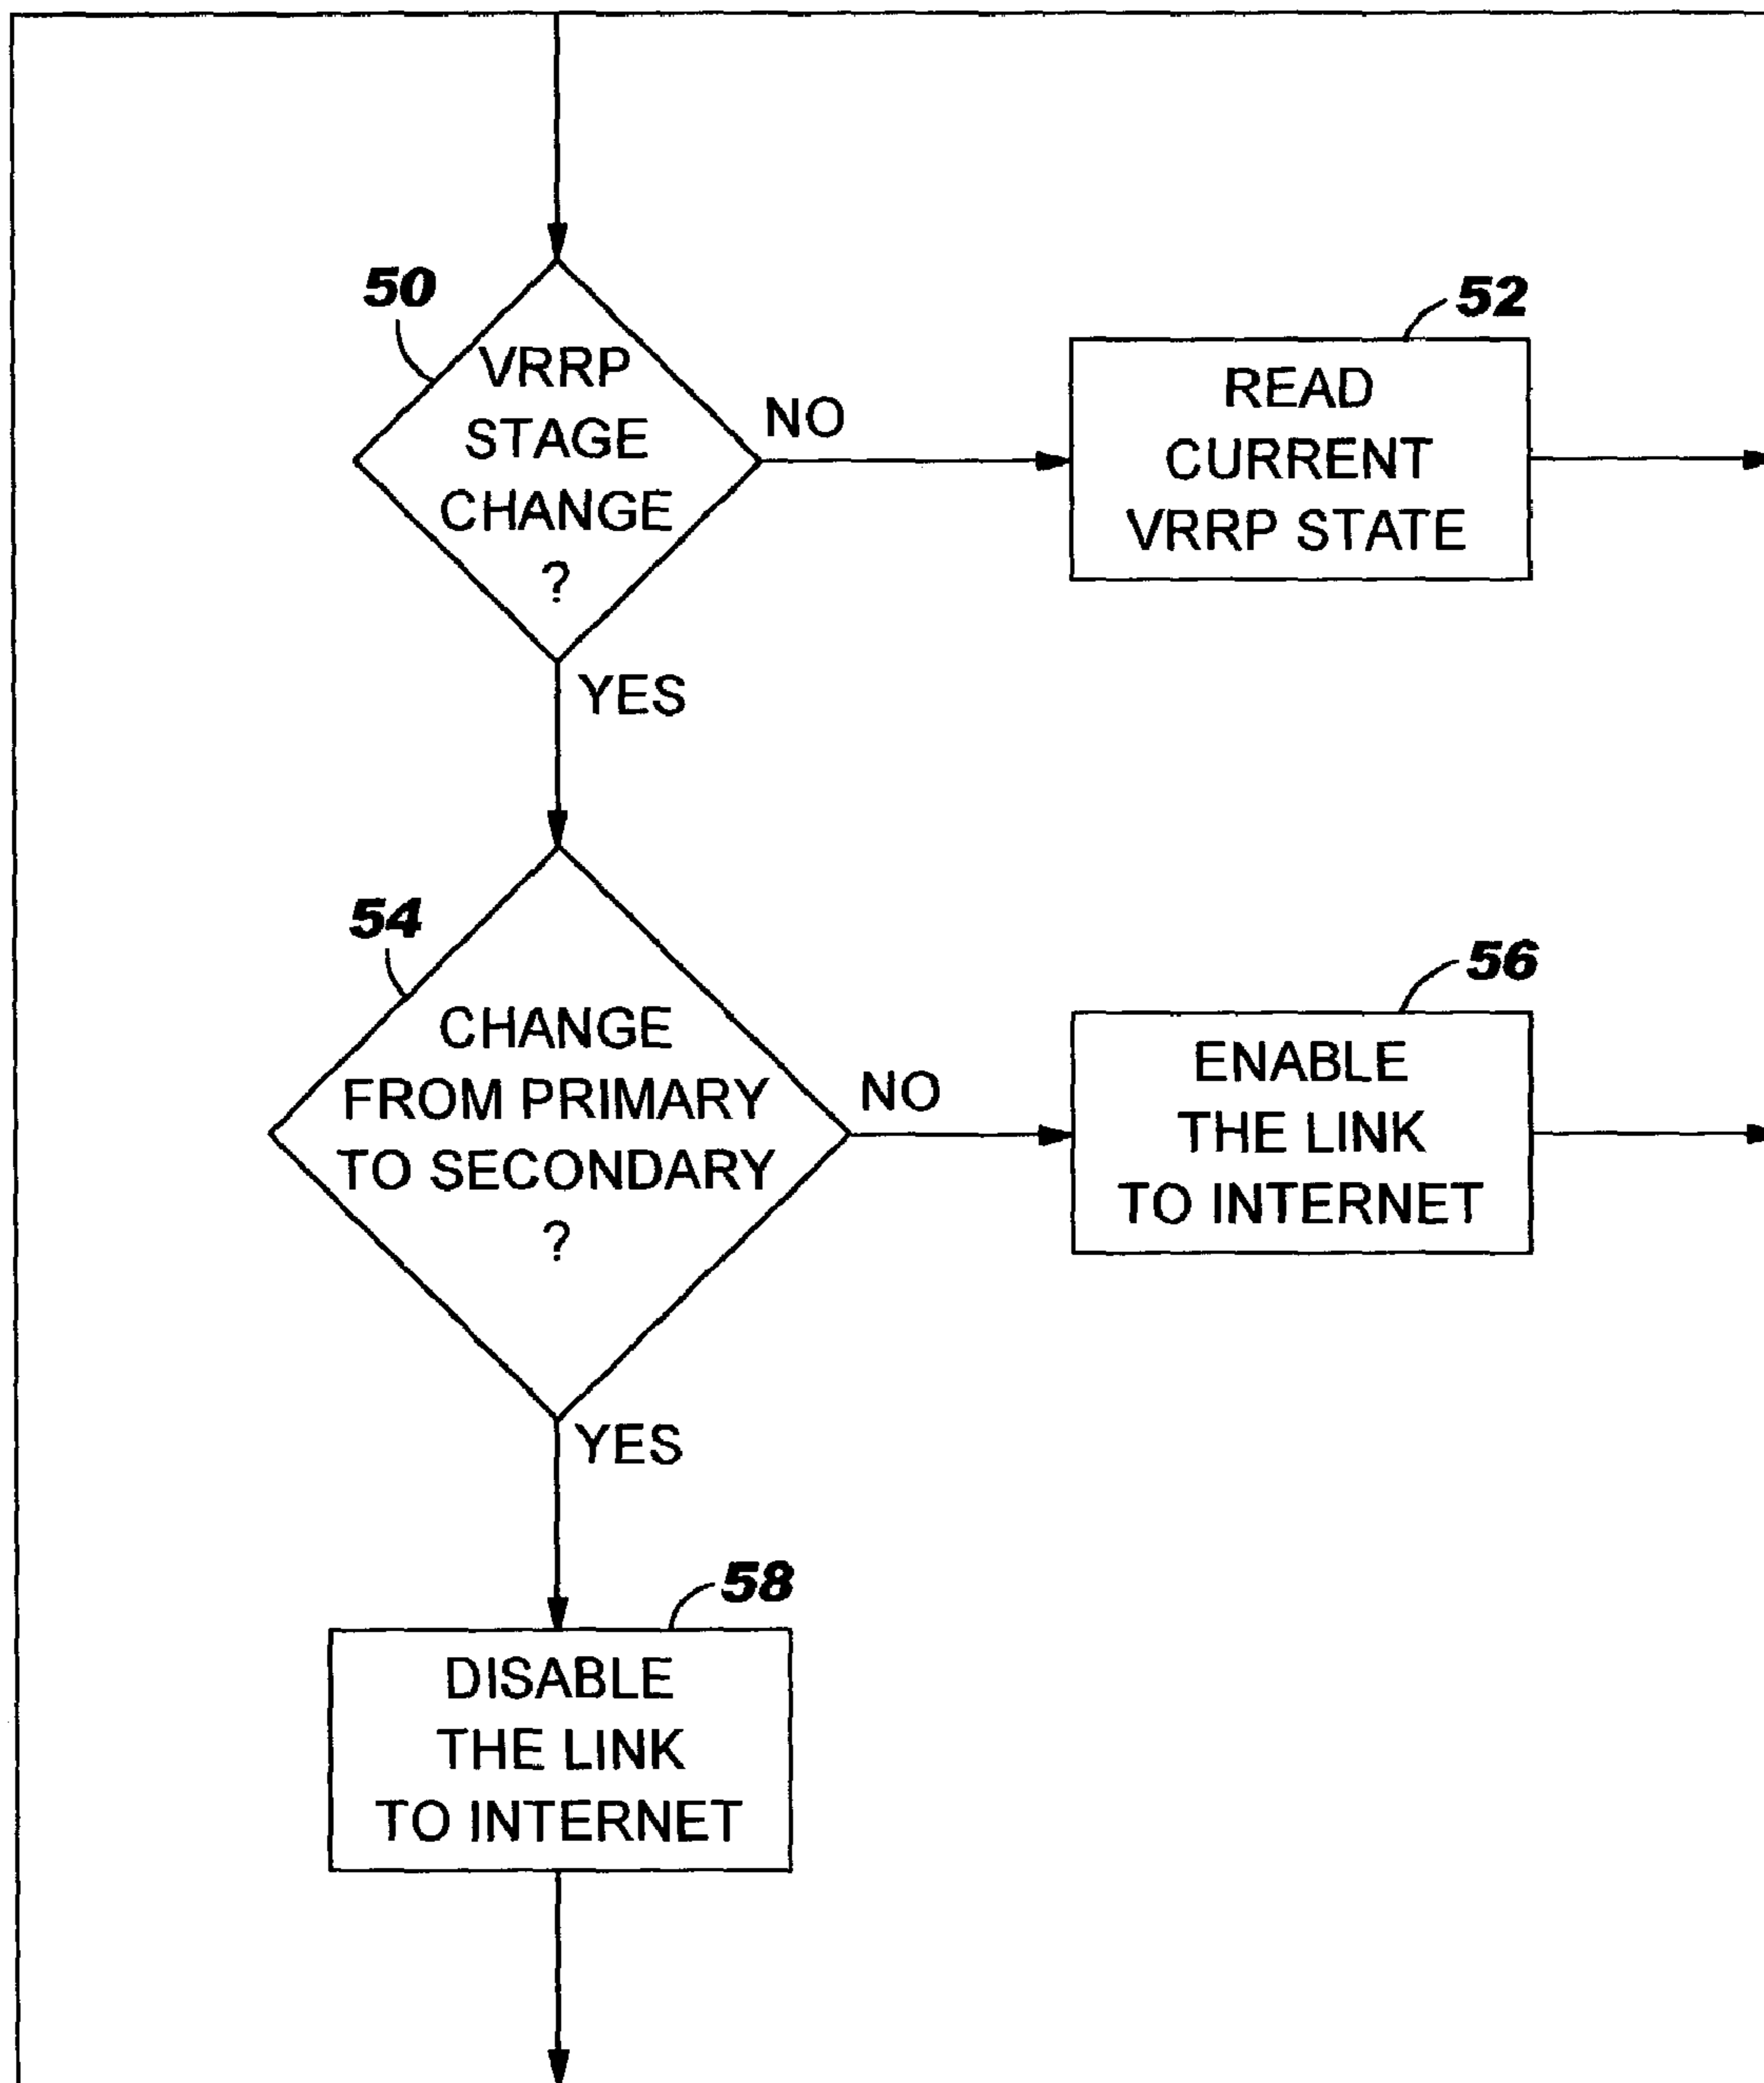 50
VRRP
STAGE
CHANGE
?
NO
52
READ
CURRENT
VRRP STATE
YES
54
CHANGE
FROM PRIMARY
TO SECONDARY
?
NO
56
ENABLE
THE LINK
TO INTERNET
YES
58
DISABLE
THE LINK
TO INTERNET